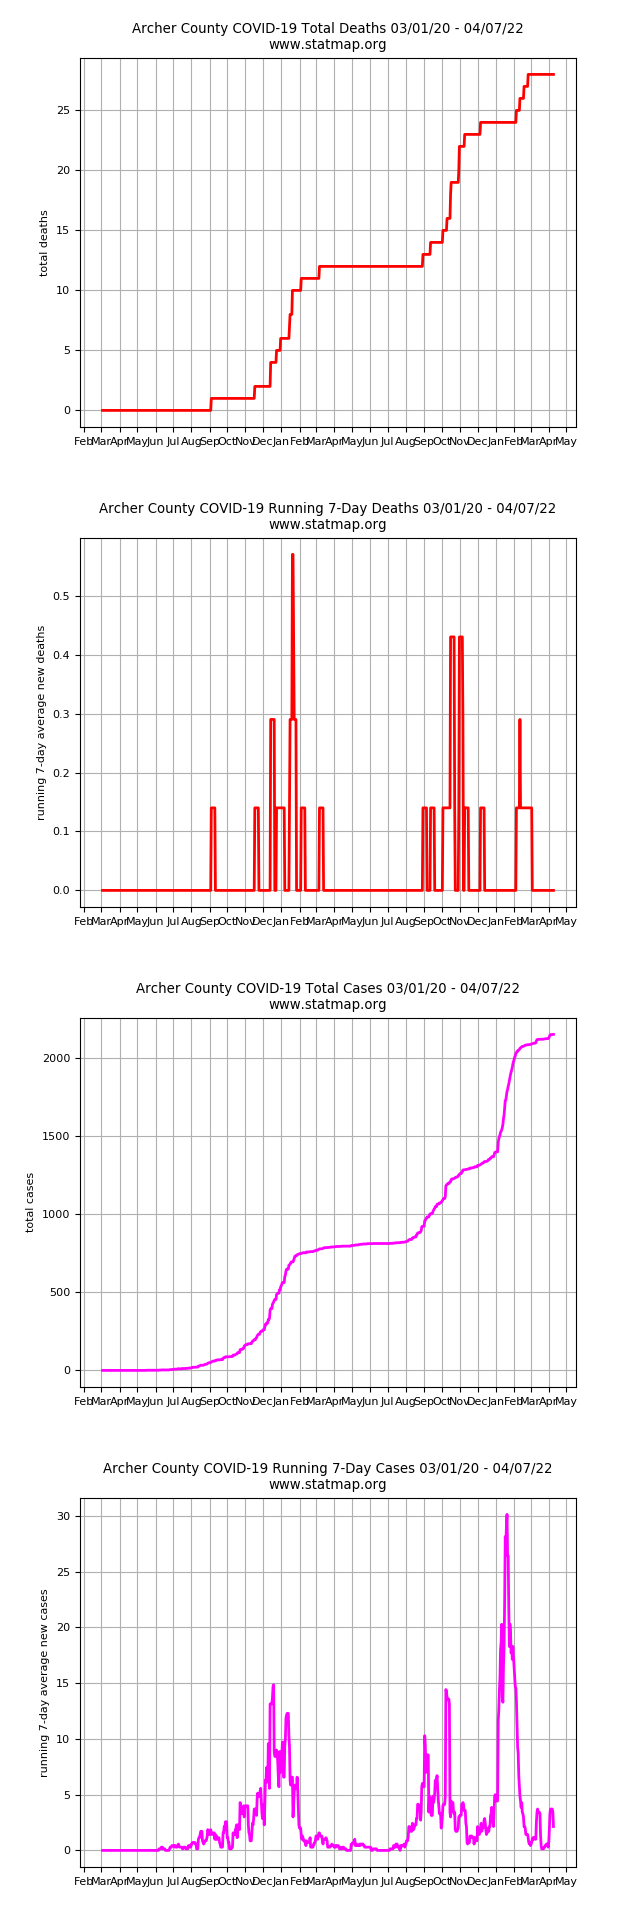 Archer County COVID-19 Total Deaths 03/01/20 - 04/07/22
www.statmap.org
25
20
15
10
5
0
total deaths
Feb Mar Apr May Jun Jul Aug Sep Oct Nov Dec Jan Feb Mar Apr May Jun Jul Aug Sep Oct Nov Dec Jan Feb Mar Apr May
Archer County COVID-19 Running 7-Day Deaths 03/01/20 - 04/07/22
www.statmap.org
0.5
0.4
0.3
0.2
0.1
0.0
running 7-day average new deaths
Feb Mar Apr May Jun Jul Aug Sep Oct Nov Dec Jan Feb Mar Apr May Jun Jul Aug Sep Oct Nov Dec Jan Feb Mar Apr May
Archer County COVID-19 Total Cases 03/01/20 - 04/07/22
www.statmap.org
2000
1500
1000
500
0
total cases
Feb Mar Apr May Jun Jul Aug Sep Oct Nov Dec Jan Feb Mar Apr May Jun Jul Aug Sep Oct Nov Dec Jan Feb Mar Apr May
Archer County COVID-19 Running 7-Day Cases 03/01/20 - 04/07/22
www.statmap.org
30
25
20
15
10
5
0
running 7-day average new cases
Feb Mar Apr May Jun Jul Aug Sep Oct Nov Dec Jan Feb Mar Apr May Jun Jul Aug Sep Oct Nov Dec Jan Feb Mar Apr May